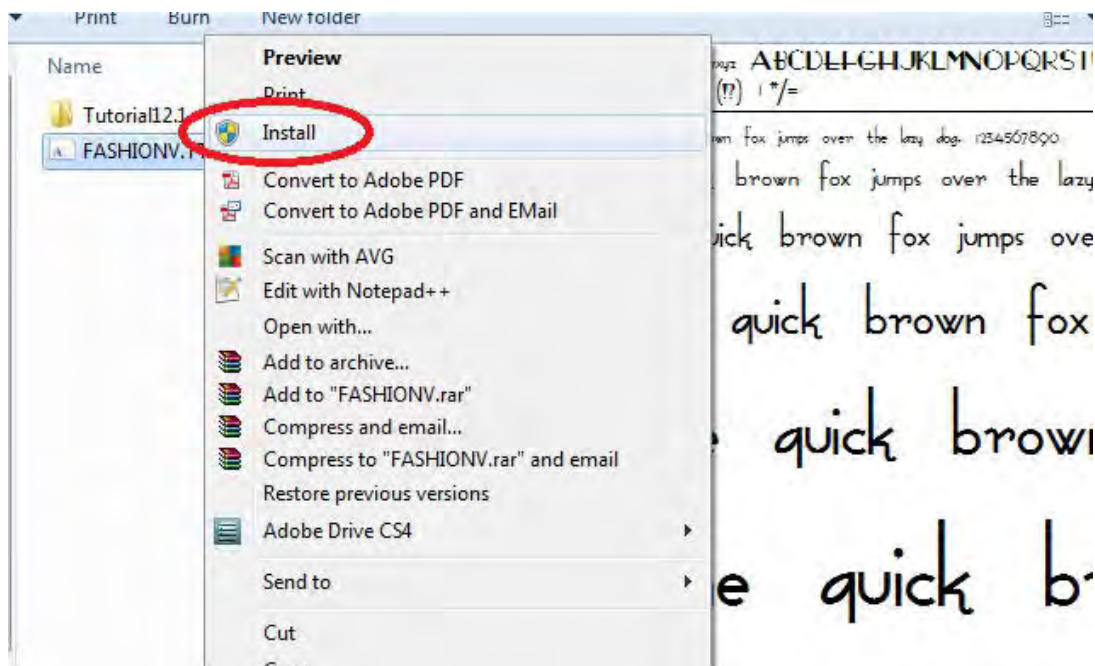 Print Burn New folder
Name
Tutorial12.1
FASHIONV.
Preview
Print
Install
Convert to Adobe PDF
Convert to Adobe PDF and EMail
Scan with AVG
Edit with Notepad++
Open with...
Add to archive...
Add to "FASHIONV.rar"
Compress and email...
Compress to "FASHIONV.rar" and email
Restore previous versions
Adobe Drive CS4
Send to
Cut
ABCDEFGHIJKLMNOPQRST
(!?) *'/=
fox jumps over the lazy dog. 1234567890
brown fox jumps over the lazy
brown fox jumps
quick brown fox
quick brown
quick